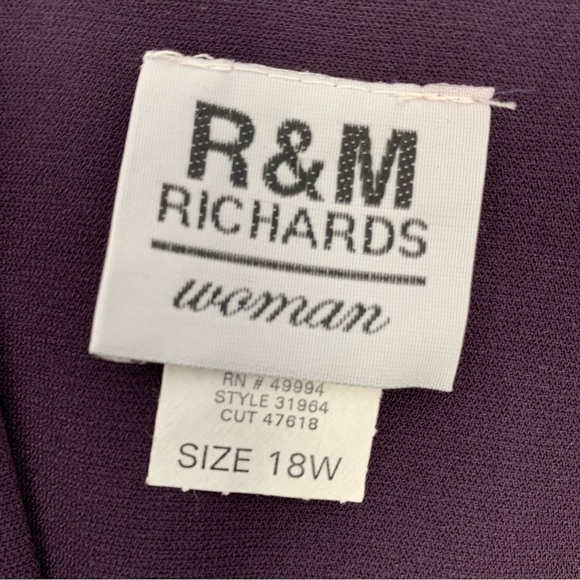 R&M
RICHARDS
woman
RN # 49994
STYLE 31964
CUT 47618
SIZE 18W